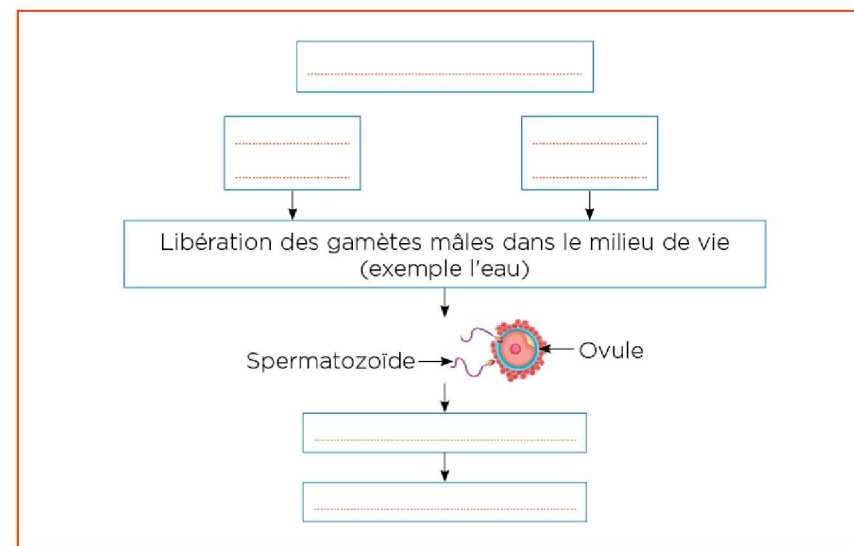 Libération des gamètes mâles dans le milieu de vie
(exemple l'eau)
Spermatozoïde
Ovule